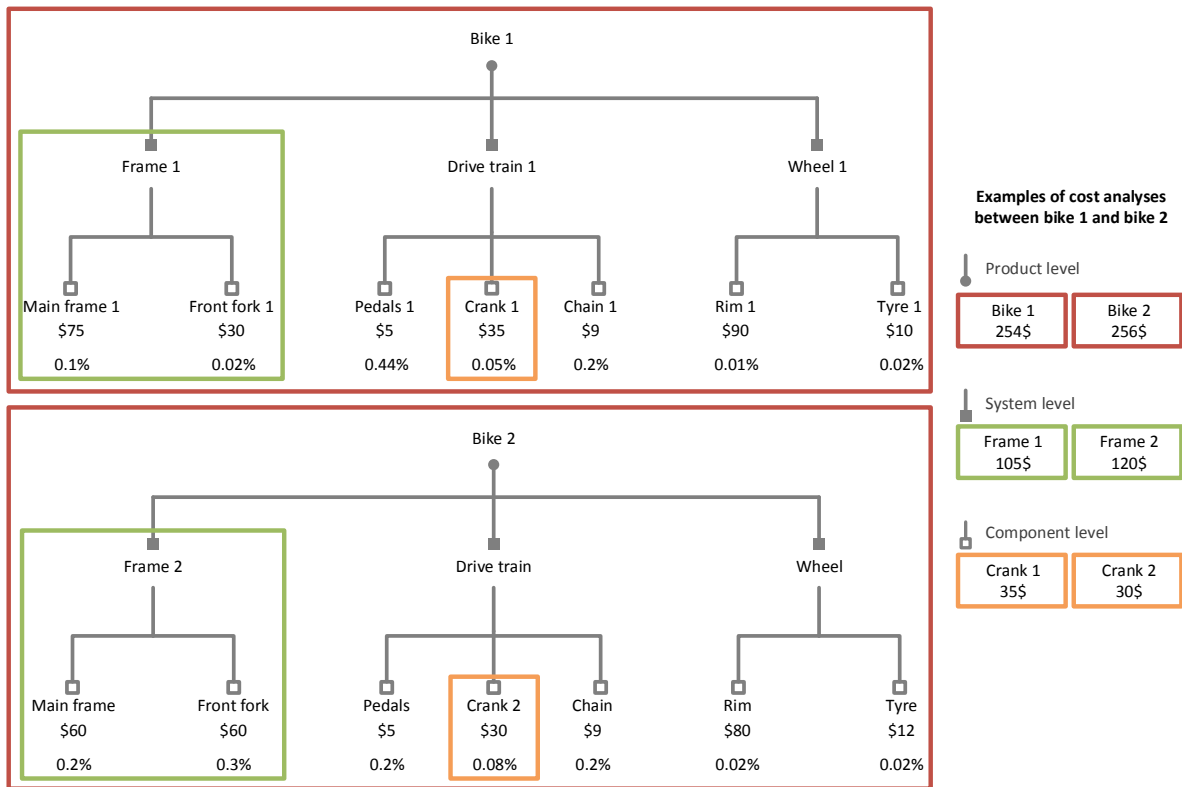 Bike 1
Frame 1
Drive train 1
Wheel 1
Main frame 1
$75
0.1%
Front fork 1
$30
0.02%
Pedals 1
$5
0.44%
Crank 1
$35
0.05%
Chain 1
$9
0.2%
Rim 1
$90
0.01%
Tyre 1
$10
0.02%
Bike 2
Frame 2
Drive train
Wheel
Main frame
$60
0.2%
Front fork
$60
0.3%
Pedals
$5
0.2%
Crank 2
$30
0.08%
Chain
$9
0.2%
Rim
$80
0.02%
Tyre
$12
0.02%
Examples of cost analyses
between bike 1 and bike 2
Product level
Bike 1
254$
Bike 2
256$
System level
Frame 1
105$
Frame 2
120$
Component level
Crank 1
35$
Crank 2
30$